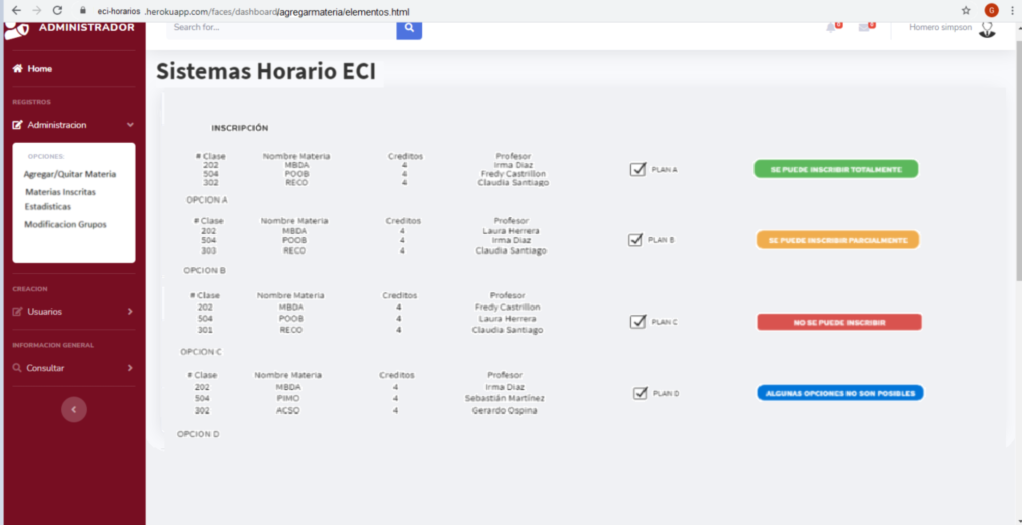 eci-horarios .herokuapp.com/faces/dashboard/agregarmateria/elementos.html
G
ADMINISTRADOR
Search for...
Homero simpson
Home
Sistemas Horario ECI
REGISTROS
Administracion
OPCIONES
Agregar/Quitar Materia
Materias Inscritas
Estadisticas
Modificacion Grupos
CREACION
Usuarios
INFORMACION GENERAL
Consultar
INSCRIPCIÓN
# Clase Nombre Materia Creditos Profesor
202 MBDA 4 Irma Diaz
504 POOB 4 Fredy Castrillon
302 RECO 4 Claudia Santiago
PLAN A SE PUEDE INSCRIBIR TOTALMENTE
OPCION A
# Clase Nombre Materia Creditos Profesor
202 MBDA 4 Laura Herrera
504 POOB 4 Irma Diaz
303 RECO 4 Claudia Santiago
PLAN B SE PUEDE INSCRIBIR PARCIALMENTE
OPCION B
# Clase Nombre Materia Creditos Profesor
202 MBDA 4 Fredy Castrillon
504 POOB 4 Laura Herrera
301 RECO 4 Claudia Santiago
PLAN C NO SE PUEDE INSCRIBIR
OPCION C
# Clase Nombre Materia Creditos Profesor
202 MBDA 4 Irma Diaz
504 PIMO 4 Sebastián Martínez
302 ACSO 4 Gerardo Ospina
PLAN D ALGUNAS OPCIONES NO SON POSIBLES
OPCION D